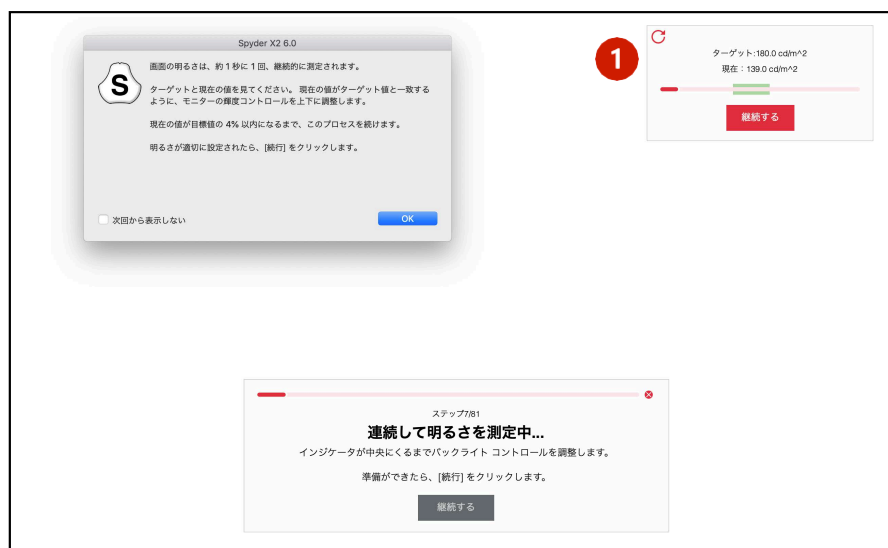 Spyder X2 6.0
S
画面の明るさは、約1秒に1回、継続的に測定されます。
ターゲットと現在の値を見てください。 現在の値がターゲット値と一致する
ように、モニターの輝度コントロールを上下に調整します。
現在の値が目標値の 4% 以内になるまで、このプロセスを続けます。
明るさが適切に設定されたら、[続行] をクリックします。
次回から表示しない
OK
1
ターゲット:180.0 cd/m^2
現在：139.0 cd/m^2
継続する
ステップ7/81
連続して明るさを測定中...
インジケータが中央にくるまでバックライト コントロールを調整します。
準備ができたら、[続行] をクリックします。
継続する